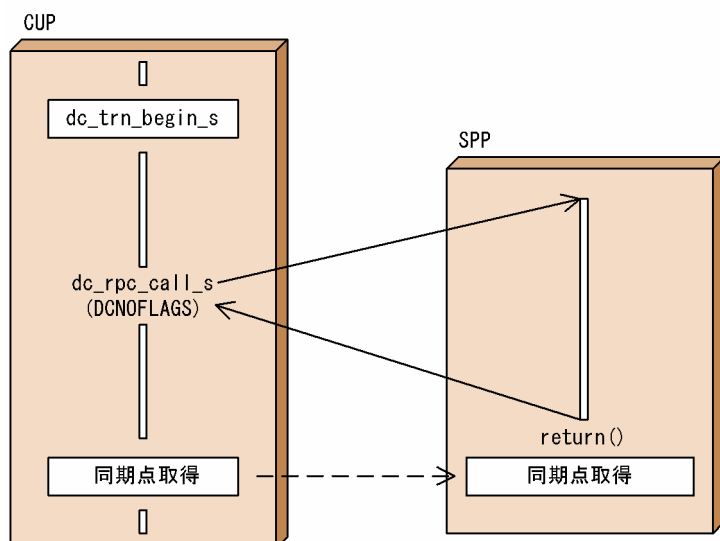 CUP
dc_trn_begin_s
SPP
dc_rpc_call_s
(DCNOFLAGS)
return()
同期点取得
同期点取得